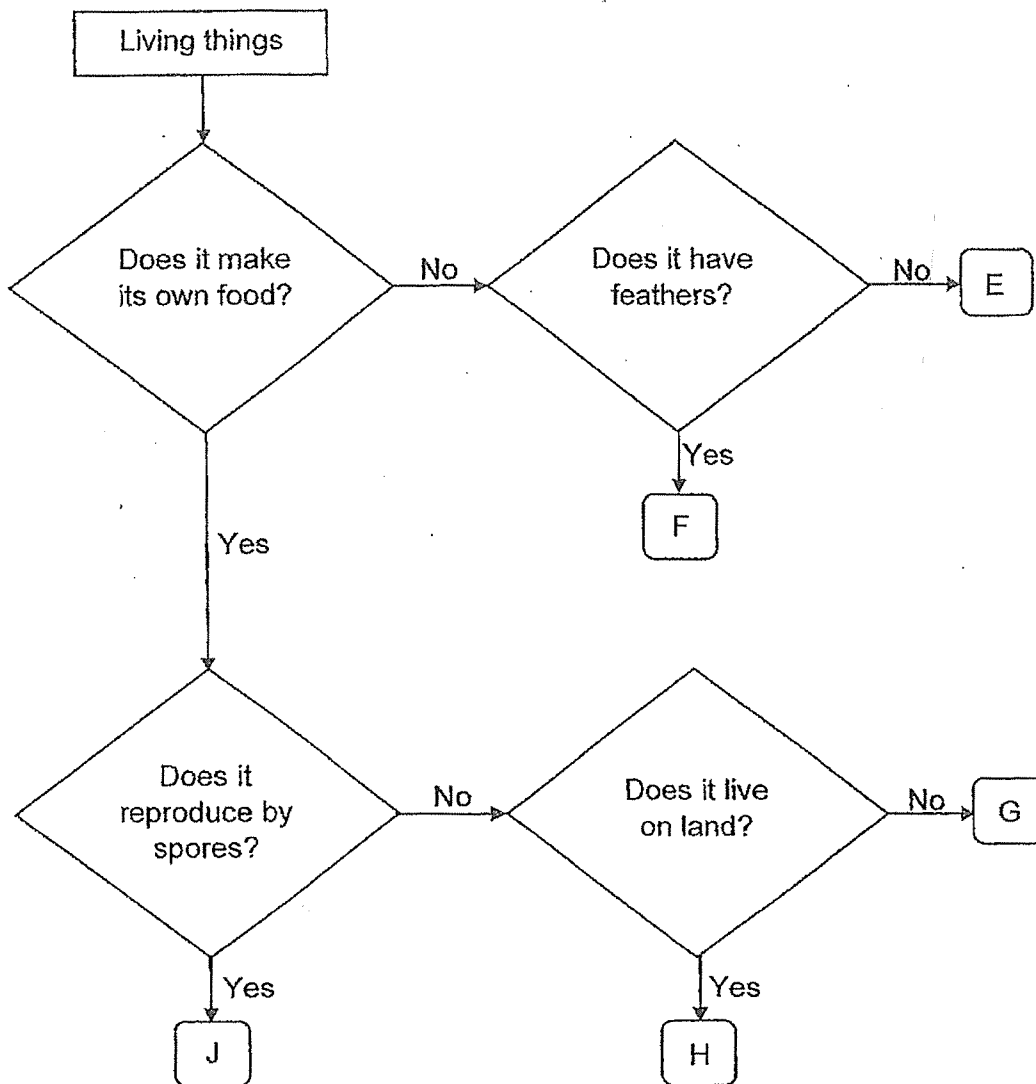 Living things
Does it make
its own food?
No
Does it have
feathers?
No
E
Yes
F
Yes
Does it
reproduce by
spores?
No
Does it live
on land?
No
G
Yes
J
Yes
H